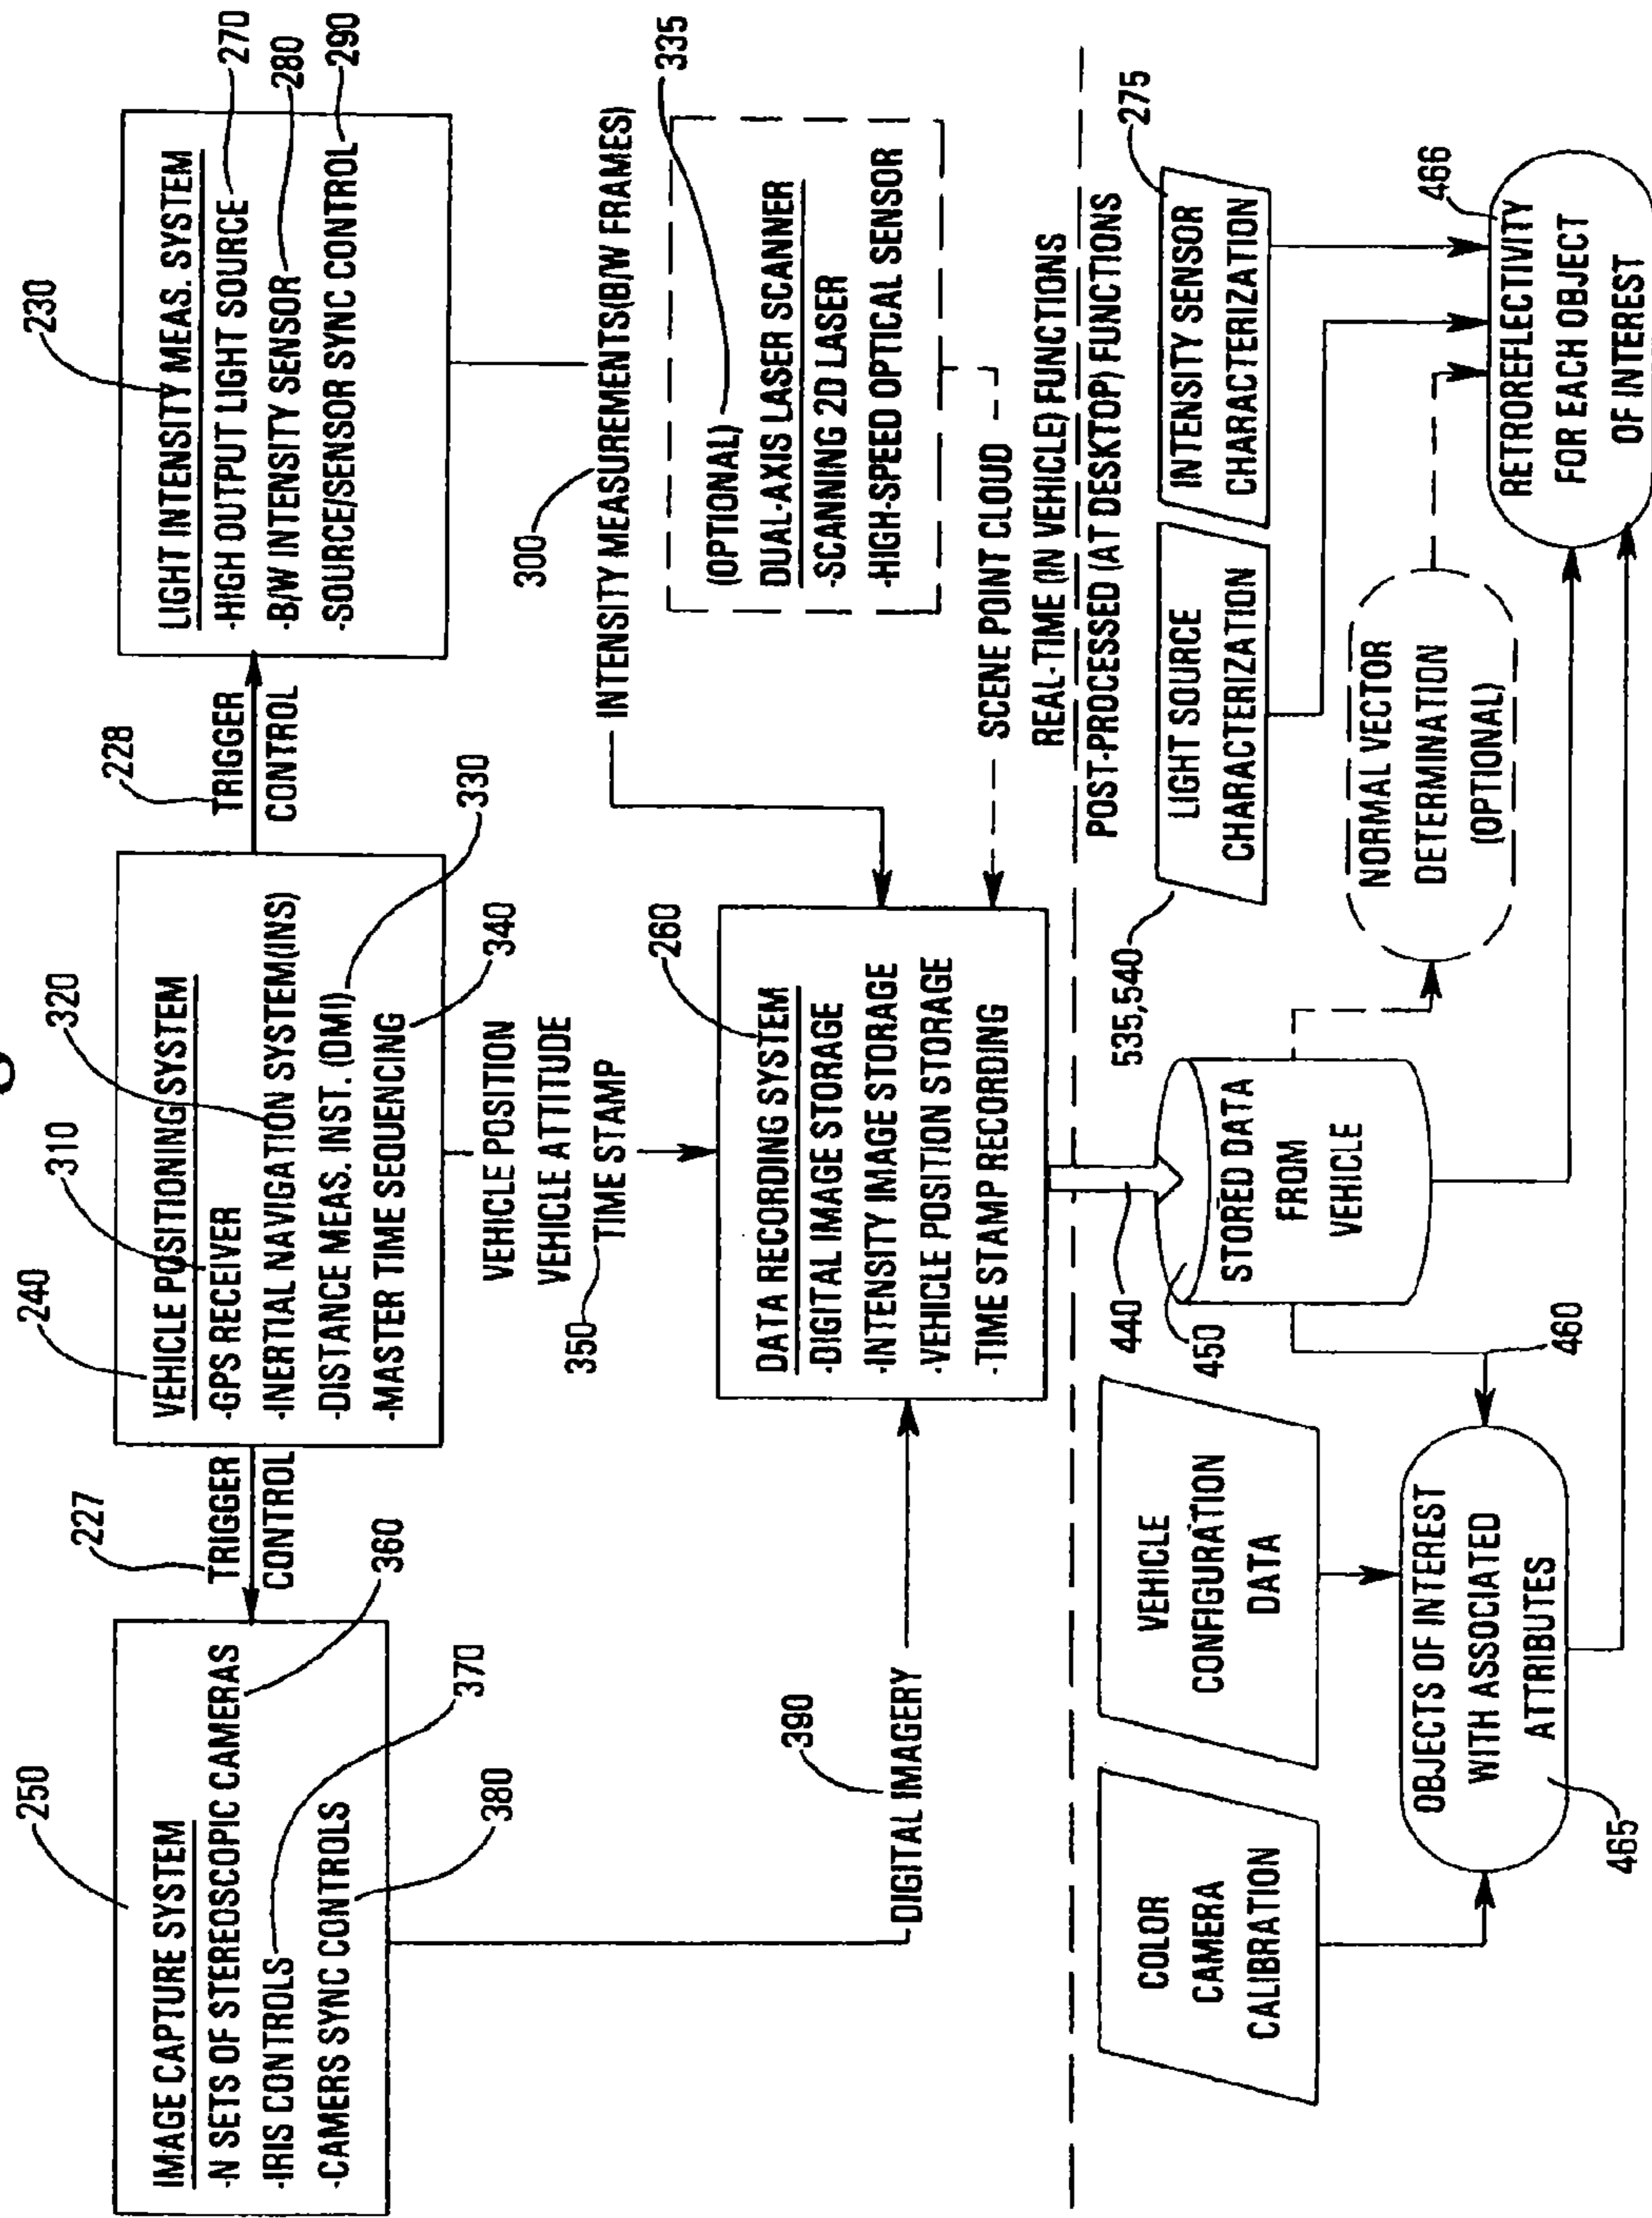 250
IMAGE CAPTURE SYSTEM
·N SETS OF STEREOSCOPIC CAMERAS
·IRIS CONTROLS
·CAMERS SYNC CONTROLS
360
370
380
227
TRIGGER
CONTROL
240
310
320
VEHICLE POSITIONING SYSTEM
·GPS RECEIVER
·INERTIAL NAVIGATION SYSTEM(INS)
·DISTANCE MEAS. INST. (DMI)
·MASTER TIME SEQUENCING
330
340
228
TRIGGER
CONTROL
230
LIGHT INTENSITY MEAS. SYSTEM
·HIGH OUTPUT LIGHT SOURCE
·B/W INTENSITY SENSOR
·SOURCE/SENSOR SYNC CONTROL
270
280
290
VEHICLE POSITION
VEHICLE ATTITUDE
350
TIME STAMP
300
INTENSITY MEASUREMENTS(B/W FRAMES)
335
(OPTIONAL)
DUAL-AXIS LASER SCANNER
·SCANNING 2D LASER
·HIGH-SPEED OPTICAL SENSOR
390
DIGITAL IMAGERY
260
DATA RECORDING SYSTEM
·DIGITAL IMAGE STORAGE
·INTENSITY IMAGE STORAGE
·VEHICLE POSITION STORAGE
·TIME STAMP RECORDING
SCENE POINT CLOUD
REAL-TIME (IN VEHICLE) FUNCTIONS
POST-PROCESSED (AT DESKTOP) FUNCTIONS
COLOR
CAMERA
CALIBRATION
VEHICLE
CONFIGURATION
DATA
440
450
STORED DATA
FROM
VEHICLE
535,540
LIGHT SOURCE
CHARACTERIZATION
275
INTENSITY SENSOR
CHARACTERIZATION
NORMAL VECTOR
DETERMINATION
(OPTIONAL)
460
OBJECTS OF INTEREST
WITH ASSOCIATED
ATTRIBUTES
465
466
RETROREFLECTIVITY
FOR EACH OBJECT
OF INTEREST